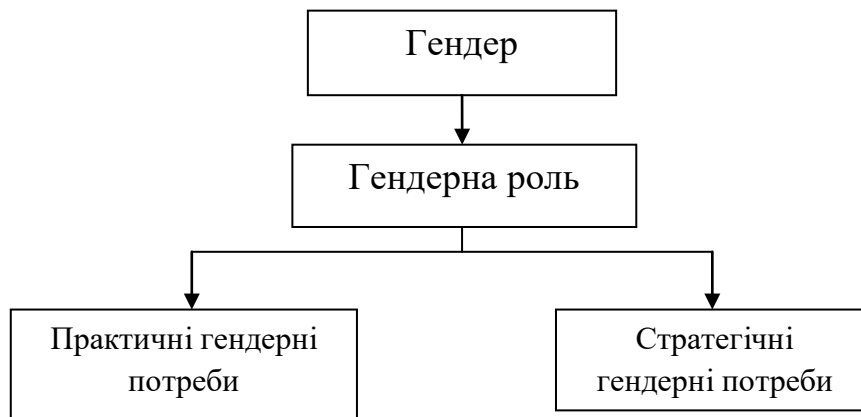 Гендер
Гендерна роль
Практичні гендерні
потреби
Стратегічні
гендерні потреби